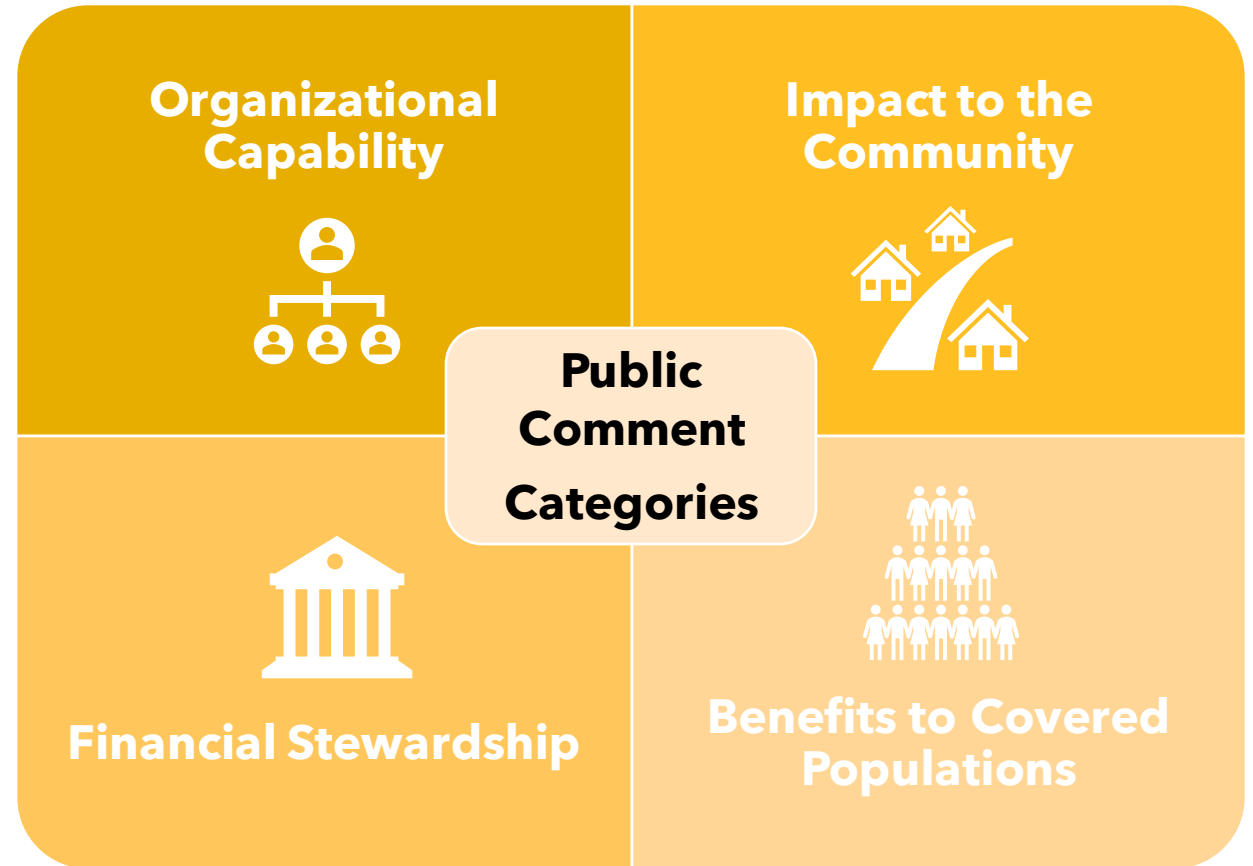 Organizational
Capability
Impact to the
Community
Public
Comment
Categories
Financial Stewardship
Benefits to Covered
Populations